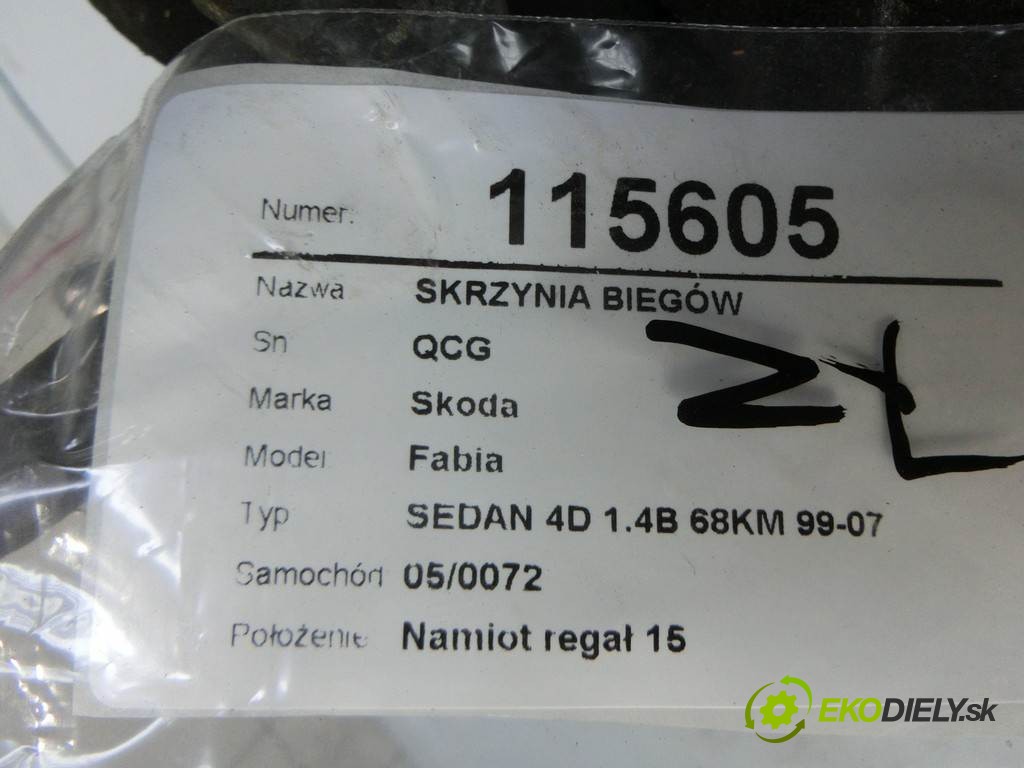 Numer: 115605
Nazwa SKRZYNIA BIEGÓW
Sn QCG
Marka Skoda
Model Fabia
Typ SEDAN 4D 1.4B 68KM 99-07
Samochód 05/0072
Położenie Namiot regał 15
EKODIELY.sk